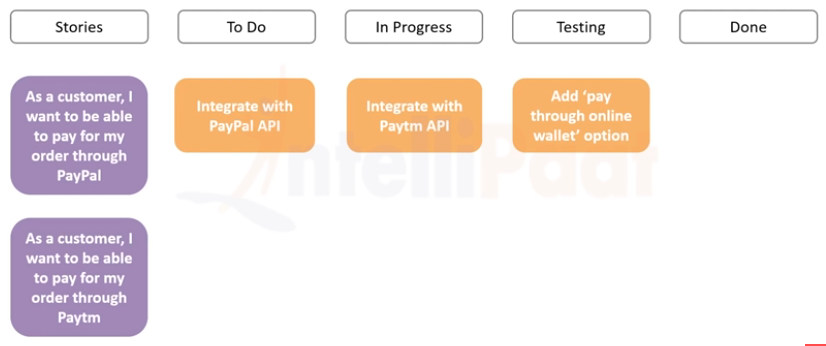 Stories
To Do
In Progress
Testing
Done
As a customer, I
want to be able
to pay for my
order through
PayPal
Integrate with
PayPal API
Integrate with
Paytm API
Add ‘pay
through online
wallet’ option
IntelliPaat
As a customer, I
want to be able
to pay for my
order through
Paytm